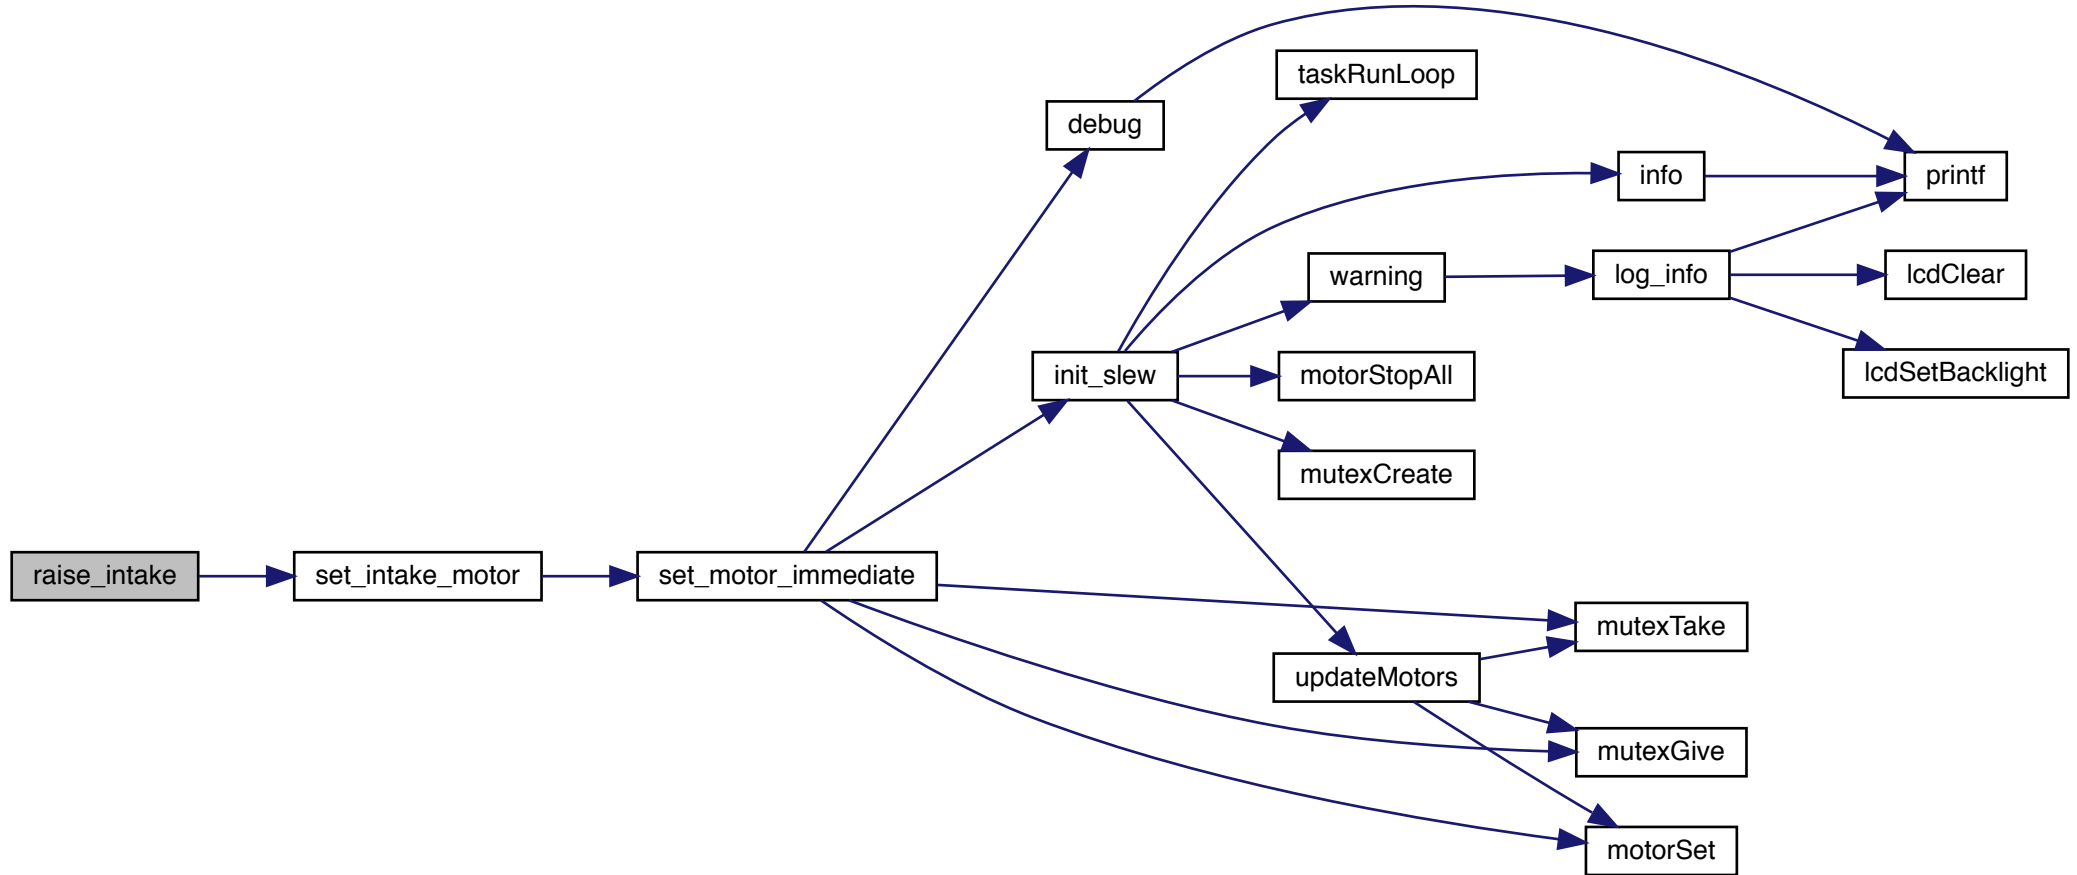 taskRunLoop
debug
info
printf
warning
log_info
lcdClear
init_slew
motorStopAll
lcdSetBacklight
mutexCreate
raise_intake
set_intake_motor
set_motor_immediate
mutexTake
updateMotors
mutexGive
motorSet